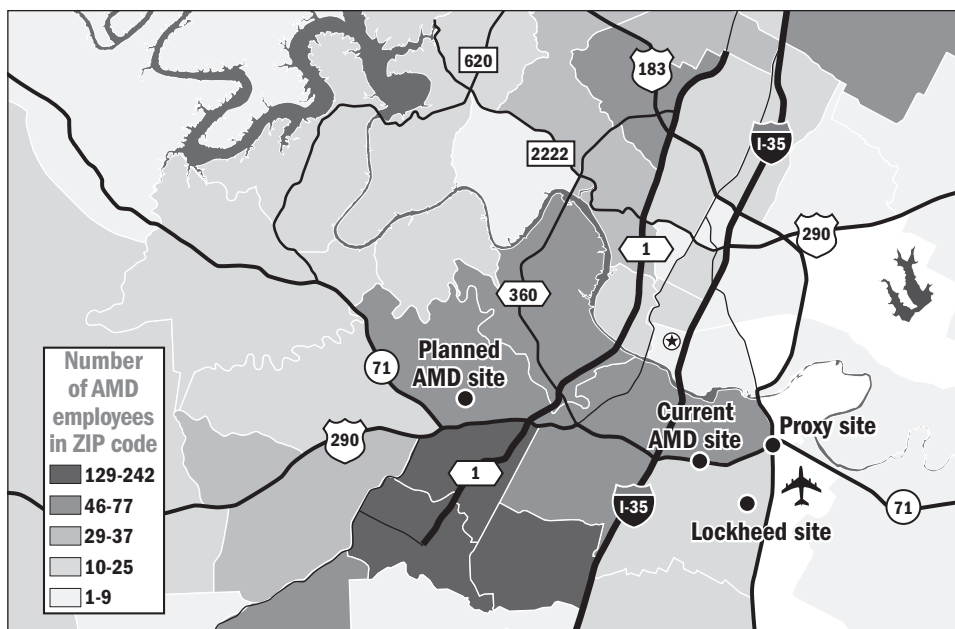 620
183
I-35
2222
290
1
360
Planned
AMD site
71
Number
of AMD
employees
in ZIP code
129-242
46-77
29-37
10-25
1-9
290
1
Current
AMD site
Proxy site
I-35
Lockheed site
71